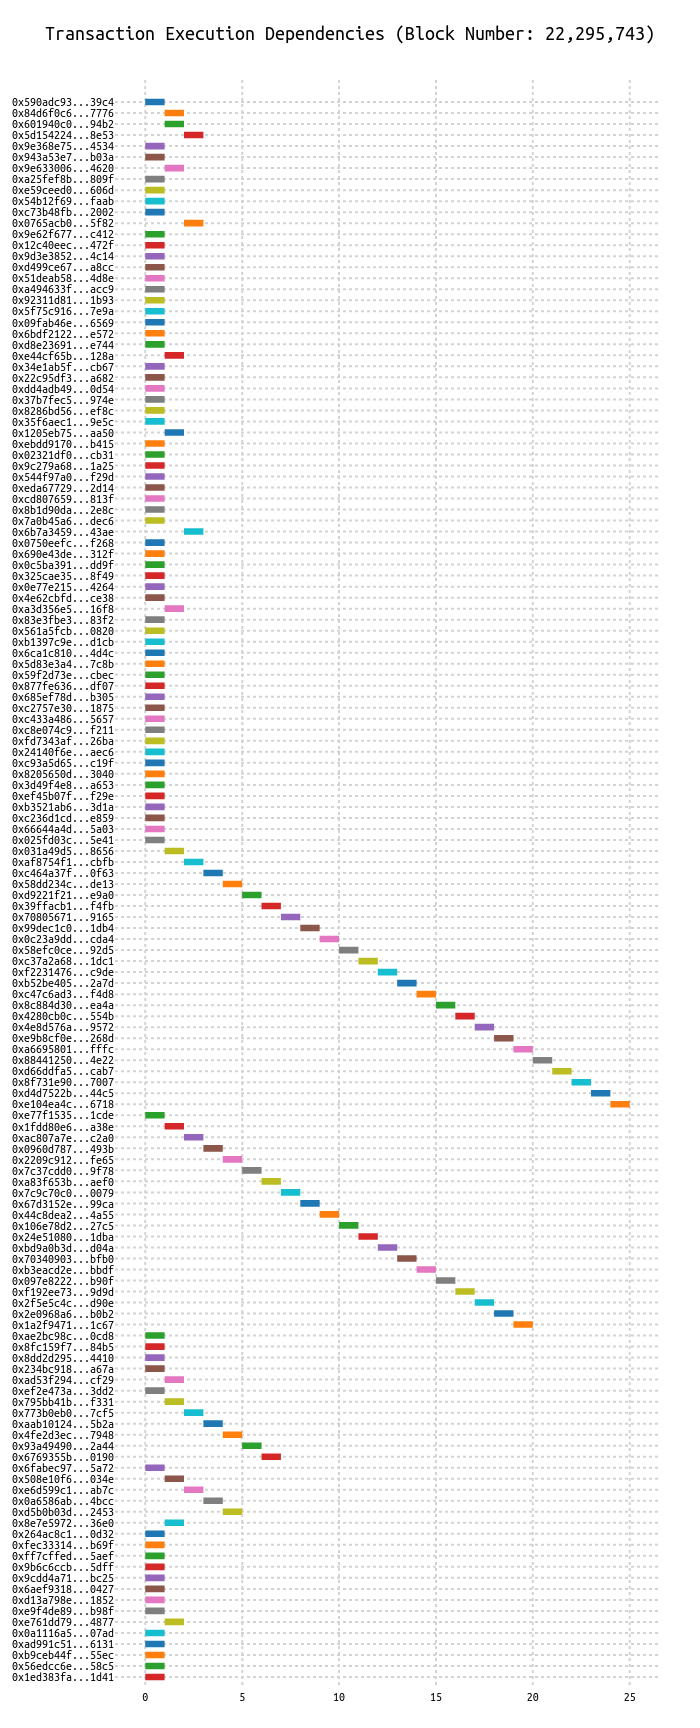 Transaction Execution Dependencies (Block Number: 22,295,743)
0x590adc93...39c4
0x84d6f0c6...7776
0x601940c0...94b2
0x5d154224...8e53
0x9e368e75...4534
0x943a53e7...b03a
0x9e633006...4620
0xa25fef8b...809f
0xe59ceed0...606d
0x54b12f69...faab
0xc73b48fb...2002
0x0765acb0...5f82
0x9e62f677...c412
0x12c40eec...472f
0x9d3e3852...4c14
0xd499ce67...a8cc
0x51deab58...4d8e
0xa494633f...acc9
0x92311d81...1b93
0x5f75c916...7e9a
0x09fab46e...6569
0x6bdf2122...e572
0xd8e23691...e744
0xe44cf65b...128a
0x34e1ab5f...cb67
0x22c95df3...a682
0xdd4adb49...0d54
0x37b7fec5...974e
0x8286bd56...ef8c
0x35f6aec1...9e5c
0x1205eb75...aa50
0xebdd9170...b415
0x02321df0...cb31
0x9c279a68...1a25
0x544f97a0...f29d
0xeda67729...2d14
0xcd807659...813f
0x8b1d90da...2e8c
0x7a0b45a6...dec6
0x6b7a3459...43ae
0x0750eefc...f268
0x690e43de...312f
0x0c5ba391...dd9f
0x325cae35...8f49
0x0e77e215...4264
0x4e62cbfd...ce38
0xa3d356e5...16f8
0x83e3fbe3...83f2
0x561a5fcb...0820
0xb1397c9e...d1cb
0x6ca1c810...4d4c
0x5d83e3a4...7c8b
0x59f2d73e...cbec
0x877fe636...df07
0x685ef78d...b305
0xc2757e30...1875
0xc433a486...5657
0xc8e074c9...f211
0xfd7343af...26ba
0x24140f6e...aec6
0xc93a5d65...c19f
0x8205650d...3040
0x3d49f4e8...a653
0xef45b07f...f29e
0xb3521ab6...3d1a
0xc236d1cd...e859
0x66644a4d...5a03
0x025fd03c...5e41
0x031a49d5...8656
0xaf8754f1...cbfb
0xc464a37f...0f63
0x58dd234c...de13
0xd9221f21...e9a0
0x39ffacb1...f4fb
0x70805671...9165
0x99dec1c0...1db4
0x0c23a9dd...cda4
0x58efc0ce...92d5
0xc37a2a68...1dc1
0xf2231476...c9de
0xb52be405...2a7d
0xc47c6ad3...f4d8
0x8c884d30...ea4a
0x4280cb0c...554b
0x4e8d576a...9572
0xe9b8cf0e...268d
0xa6695801...fffc
0x88441250...4e22
0xd66ddfa5...cab7
0x8f731e90...7007
0xd4d7522b...44c5
0xe104ea4c...6718
0xe77f1535...1cde
0x1fdd80e6...a38e
0xac807a7e...c2a0
0x0960d787...493b
0x2209c912...fe65
0x7c37cdd0...9f78
0xa83f653b...aef0
0x7c9c70c0...0079
0x67d3152e...99ca
0x44c8dea2...4a55
0x106e78d2...27c5
0x24e51080...1dba
0xbd9a0b3d...d04a
0x70340903...bfb0
0xb3eacd2e...bbdf
0x097e8222...b90f
0xf192ee73...9d9d
0x2f5e5c4c...d90e
0x2e0968a6...b0b2
0x1a2f9471...1c67
0xae2bc98c...0cd8
0x8fc159f7...84b5
0x8dd2d295...4410
0x234bc918...a67a
0xad53f294...cf29
0xef2e473a...3dd2
0x795bb41b...f331
0x773b0eb0...7cf5
0xaab10124...5b2a
0x4fe2d3ec...7948
0x93a49490...2a44
0x6769355b...0190
0x6fabec97...5a72
0x508e10f6...034e
0xe6d599c1...ab7c
0x0a6586ab...4bcc
0xd5b0b03d...2453
0x8e7e5972...36e0
0x264ac8c1...0d32
0xfec33314...b69f
0xff7cffed...5aef
0x9b6c6ccb...5dff
0x9cdd4a71...bc25
0x6aef9318...0427
0xd13a798e...1852
0xe9f4de89...b98f
0xe761dd79...4877
0x0a1116a5...07ad
0xad991c51...6131
0xb9ceb44f...55ec
0x56edcc6e...58c5
0x1ed383fa...1d41
0 5 10 15 20 25